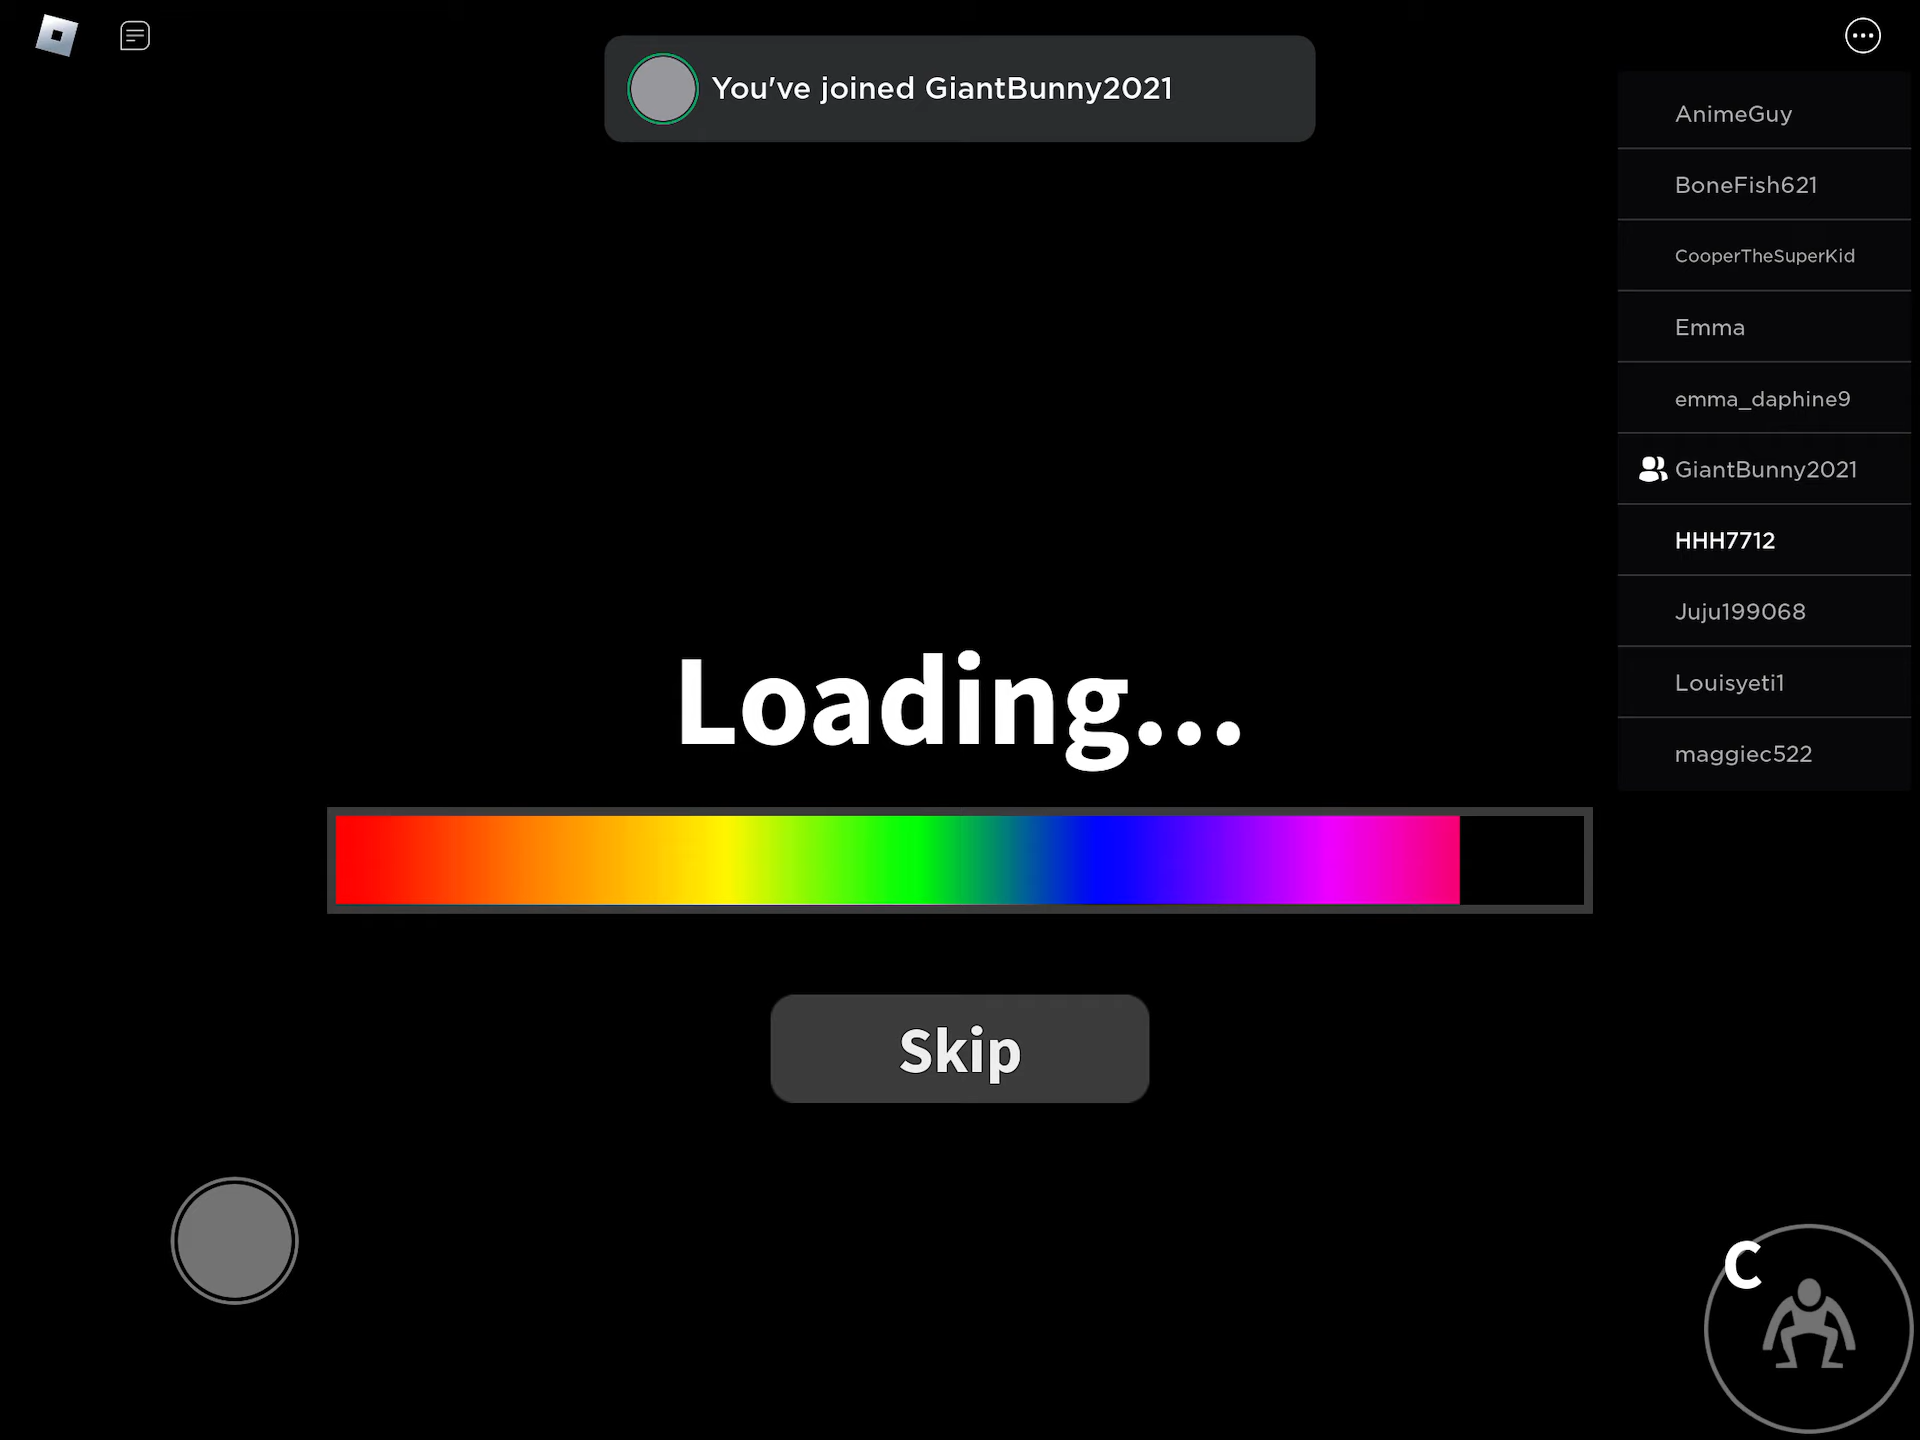 You've joined GiantBunny2021
AnimeGuy
BoneFish621
CooperTheSuperKid
Emma
emma_daphine9
GiantBunny2021
HHH7712
Juju199068
Louisyeti1
maggiec522
Loading...
Skip
C